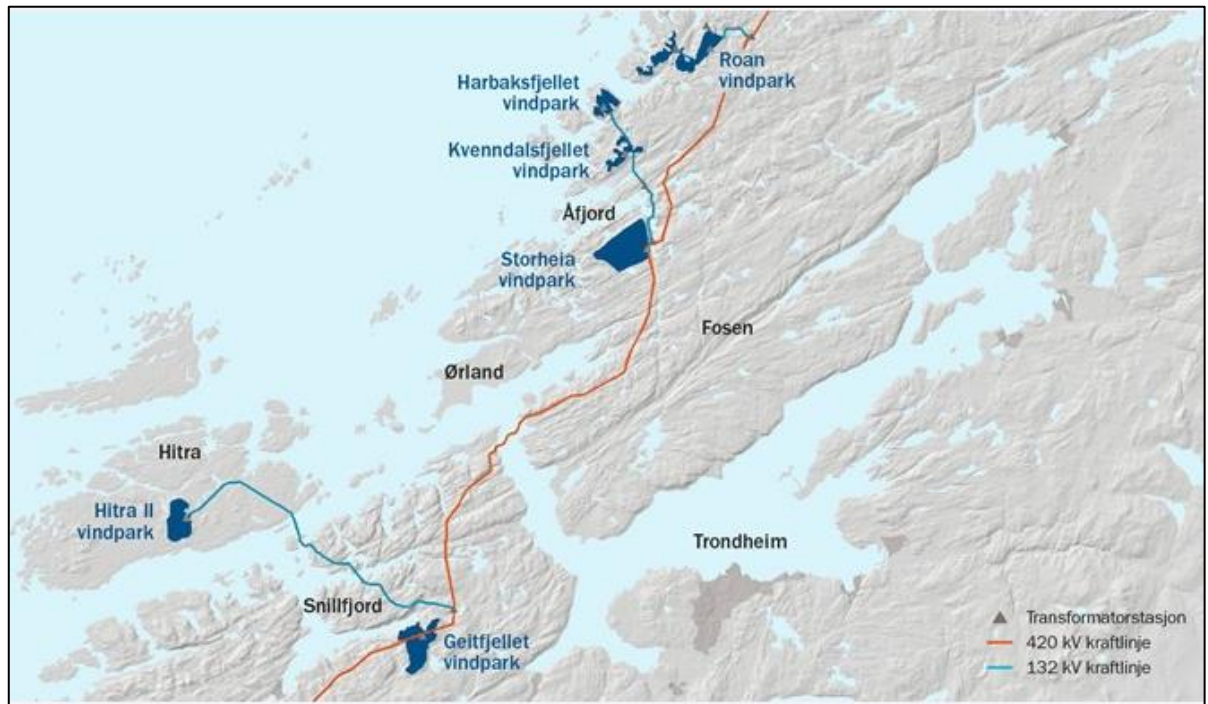 Roan
vindpark
Harbaksfjellet
vindpark
Kvenndalsfjellet
vindpark
Åfjord
Storheia
vindpark
Fosen
Ørland
Hitra
Hitra II
vindpark
Trondheim
Snillfjord
Geitfjellet
vindpark
Transformatorstasjon
420 kV kraftlinje
132 kV kraftlinje